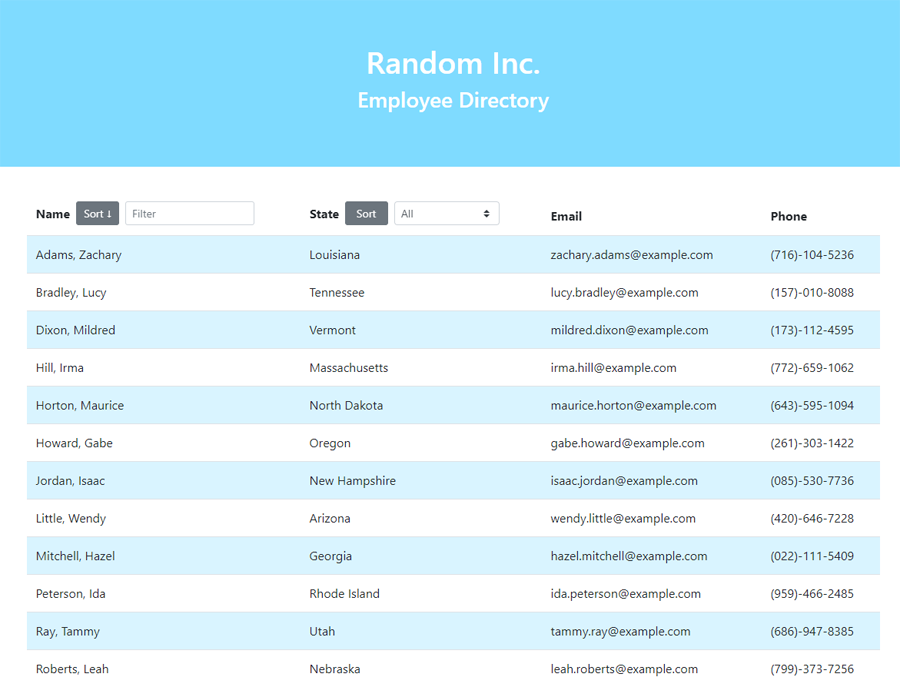 Random Inc.
Employee Directory
Name Sort ↓ Filter State Sort All Email Phone
Adams, Zachary Louisiana zachary.adams@example.com (716)-104-5236
Bradley, Lucy Tennessee lucy.bradley@example.com (157)-010-8088
Dixon, Mildred Vermont mildred.dixon@example.com (173)-112-4595
Hill, Irma Massachusetts irma.hill@example.com (772)-659-1062
Horton, Maurice North Dakota maurice.horton@example.com (643)-595-1094
Howard, Gabe Oregon gabe.howard@example.com (261)-303-1422
Jordan, Isaac New Hampshire isaac.jordan@example.com (085)-530-7736
Little, Wendy Arizona wendy.little@example.com (420)-646-7228
Mitchell, Hazel Georgia hazel.mitchell@example.com (022)-111-5409
Peterson, Ida Rhode Island ida.peterson@example.com (959)-466-2485
Ray, Tammy Utah tammy.ray@example.com (686)-947-8385
Roberts, Leah Nebraska leah.roberts@example.com (799)-373-7256